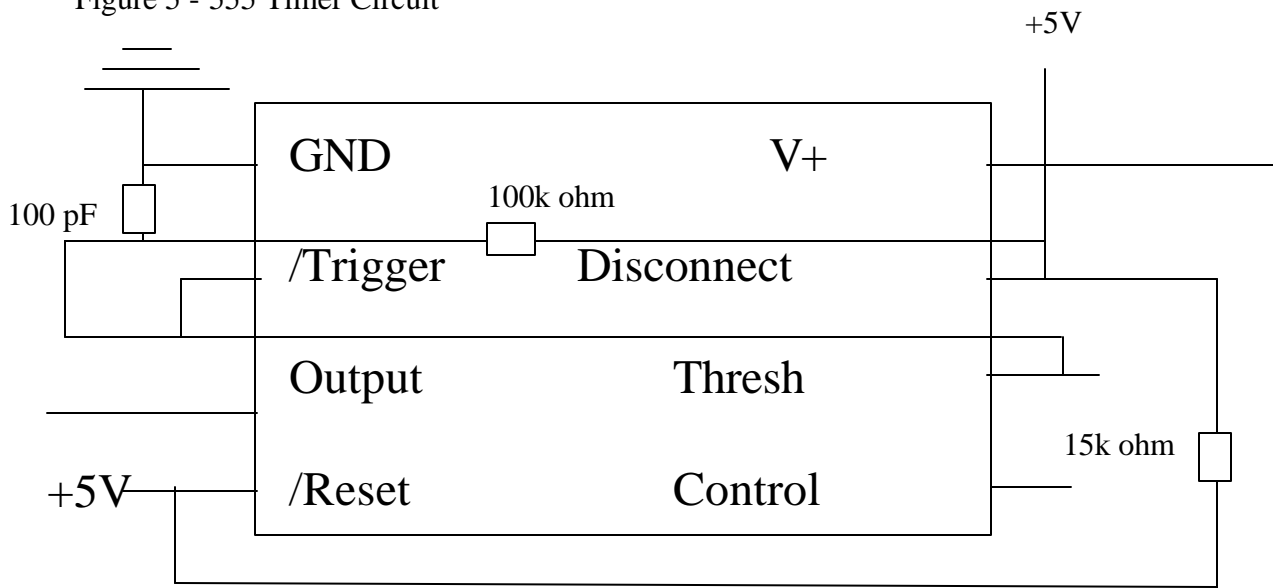 Figure 5 - 555 Timer Circuit
+5V
GND V+
100 pF
100k ohm
/Trigger Disconnect
Output Thresh
15k ohm
+5V
/Reset Control